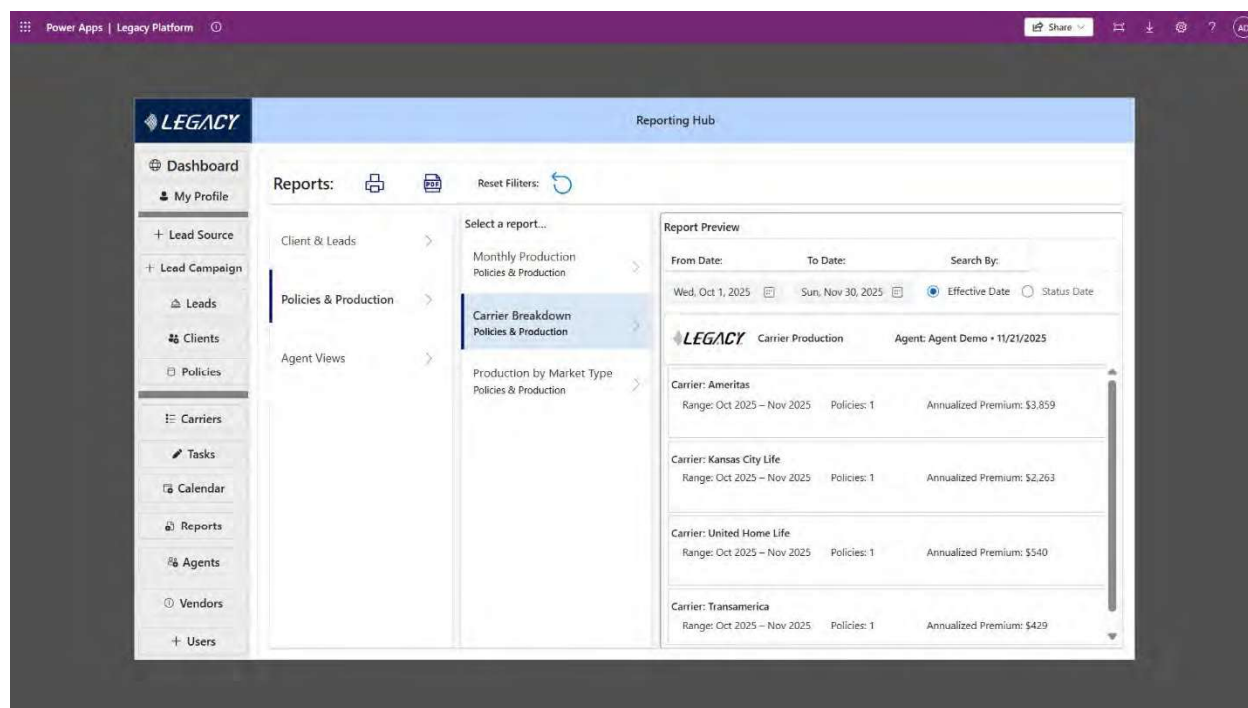 Power Apps | Legacy Platform
Share
AD
LEGACY
Reporting Hub
Dashboard
My Profile
+ Lead Source
+ Lead Campaign
Leads
Clients
Policies
Carriers
Tasks
Calendar
Reports
Agents
Vendors
+ Users
Reports:
PDF
Reset Filiters:
Client & Leads
Policies & Production
Agent Views
Select a report...
Monthly Production
Policies & Production
Carrier Breakdown
Policies & Production
Production by Market Type
Policies & Production
Report Preview
From Date: To Date: Search By:
Wed, Oct 1, 2025 Sun, Nov 30, 2025 Effective Date Status Date
LEGACY Carrier Production Agent: Agent Demo • 11/21/2025
Carrier: Ameritas
Range: Oct 2025 – Nov 2025 Policies: 1 Annualized Premium: $3,859
Carrier: Kansas City Life
Range: Oct 2025 – Nov 2025 Policies: 1 Annualized Premium: $2,263
Carrier: United Home Life
Range: Oct 2025 – Nov 2025 Policies: 1 Annualized Premium: $540
Carrier: Transamerica
Range: Oct 2025 – Nov 2025 Policies: 1 Annualized Premium: $429